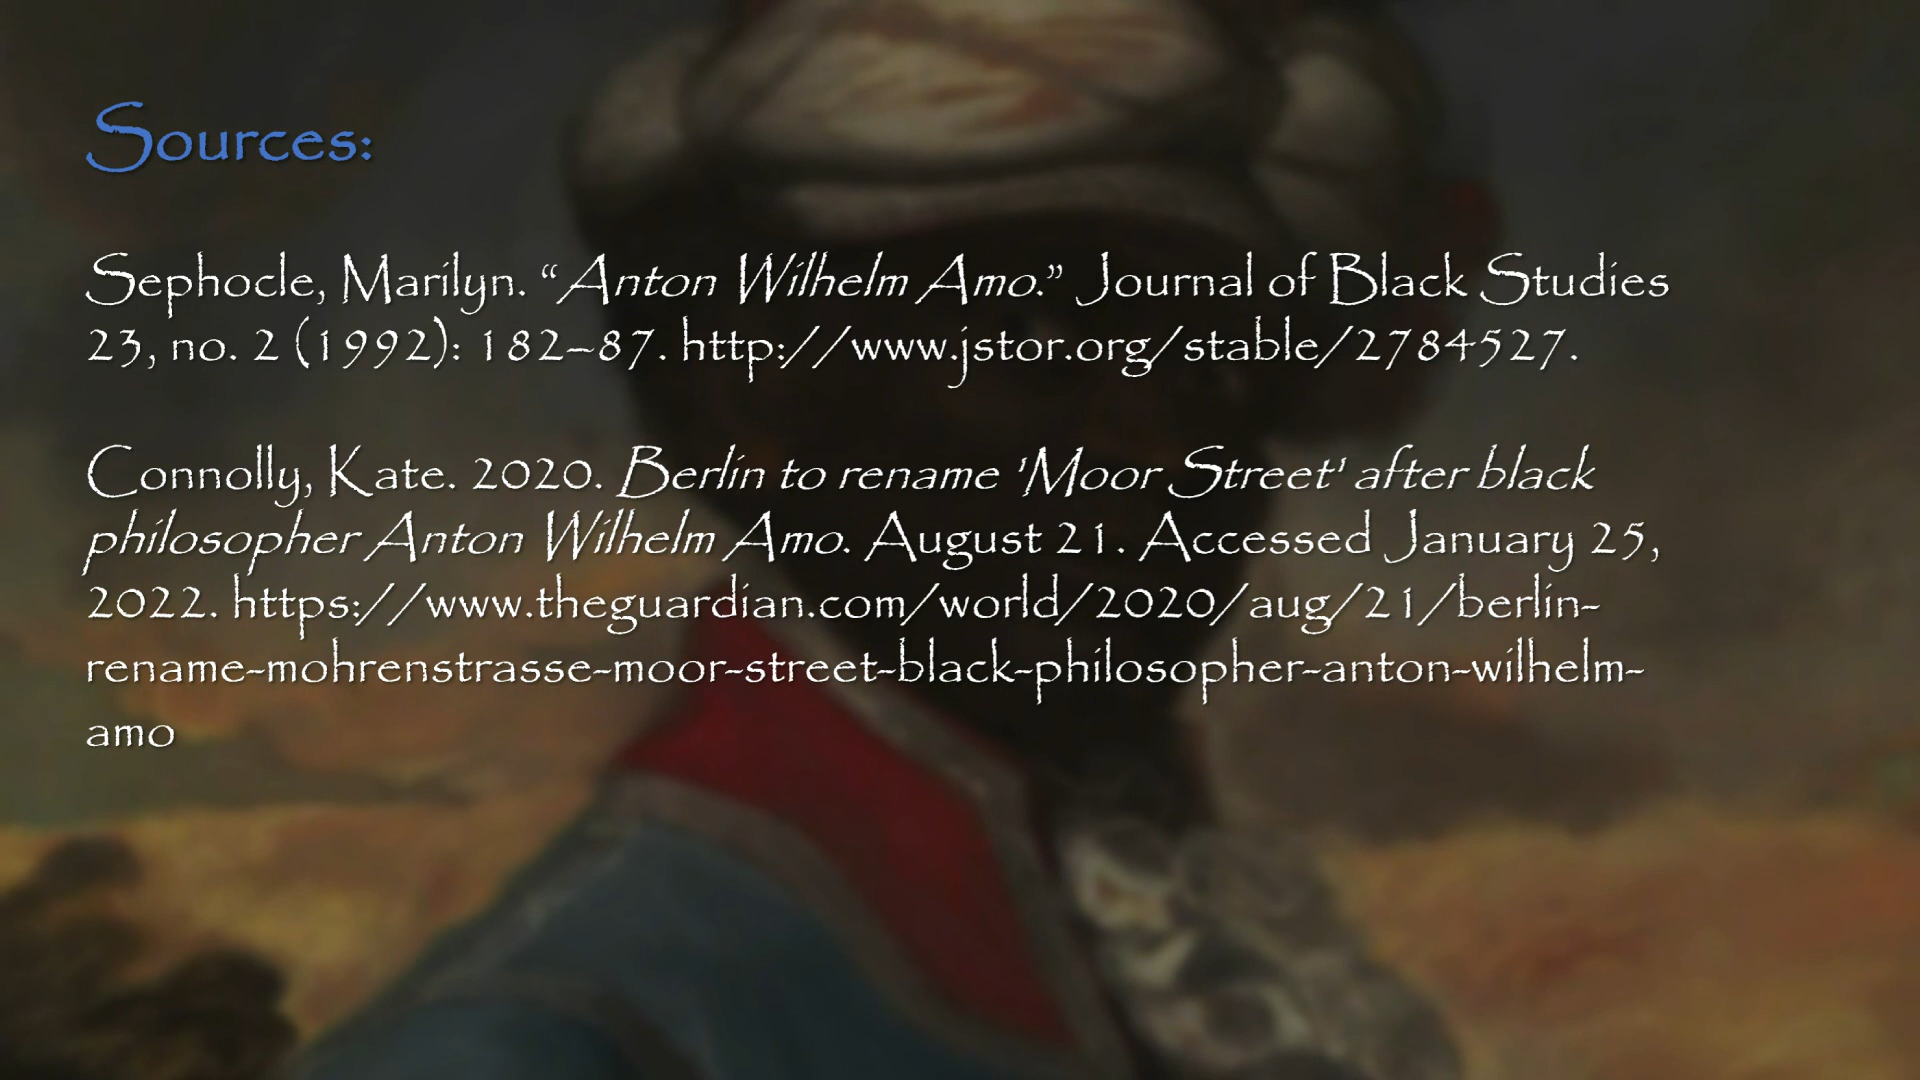 Sources:
Sephocle, Marilyn. “Anton Wilhelm Amo.” Journal of Black Studies
23, no. 2 (1992): 182–87. http://www.jstor.org/stable/2784527.
Connolly, Kate. 2020. Berlin to rename 'Moor Street' after black
philosopher Anton Wilhelm Amo. August 21. Accessed January 25,
2022. https://www.theguardian.com/world/2020/aug/21/berlin-
rename-mohrenstrasse-moor-street-black-philosopher-anton-wilhelm-
amo